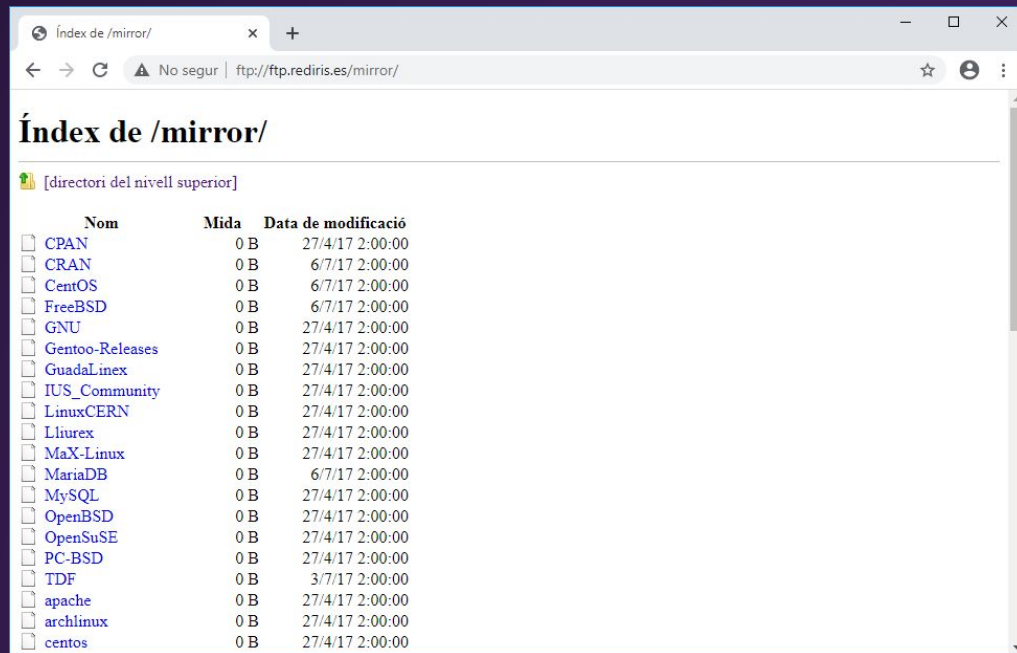 Índex de /mirror/
No segur | ftp://ftp.rediris.es/mirror/
Índex de /mirror/
[directori del nivell superior]
Nom Mida Data de modificació
CPAN 0 B 27/4/17 2:00:00
CRAN 0 B 6/7/17 2:00:00
CentOS 0 B 6/7/17 2:00:00
FreeBSD 0 B 6/7/17 2:00:00
GNU 0 B 27/4/17 2:00:00
Gentoo-Releases 0 B 27/4/17 2:00:00
GuadaLinex 0 B 27/4/17 2:00:00
IUS_Community 0 B 27/4/17 2:00:00
LinuxCERN 0 B 27/4/17 2:00:00
Lliurex 0 B 27/4/17 2:00:00
MaX-Linux 0 B 27/4/17 2:00:00
MariaDB 0 B 6/7/17 2:00:00
MySQL 0 B 27/4/17 2:00:00
OpenBSD 0 B 27/4/17 2:00:00
OpenSuSE 0 B 27/4/17 2:00:00
PC-BSD 0 B 27/4/17 2:00:00
TDF 0 B 3/7/17 2:00:00
apache 0 B 27/4/17 2:00:00
archlinux 0 B 27/4/17 2:00:00
centos 0 B 27/4/17 2:00:00